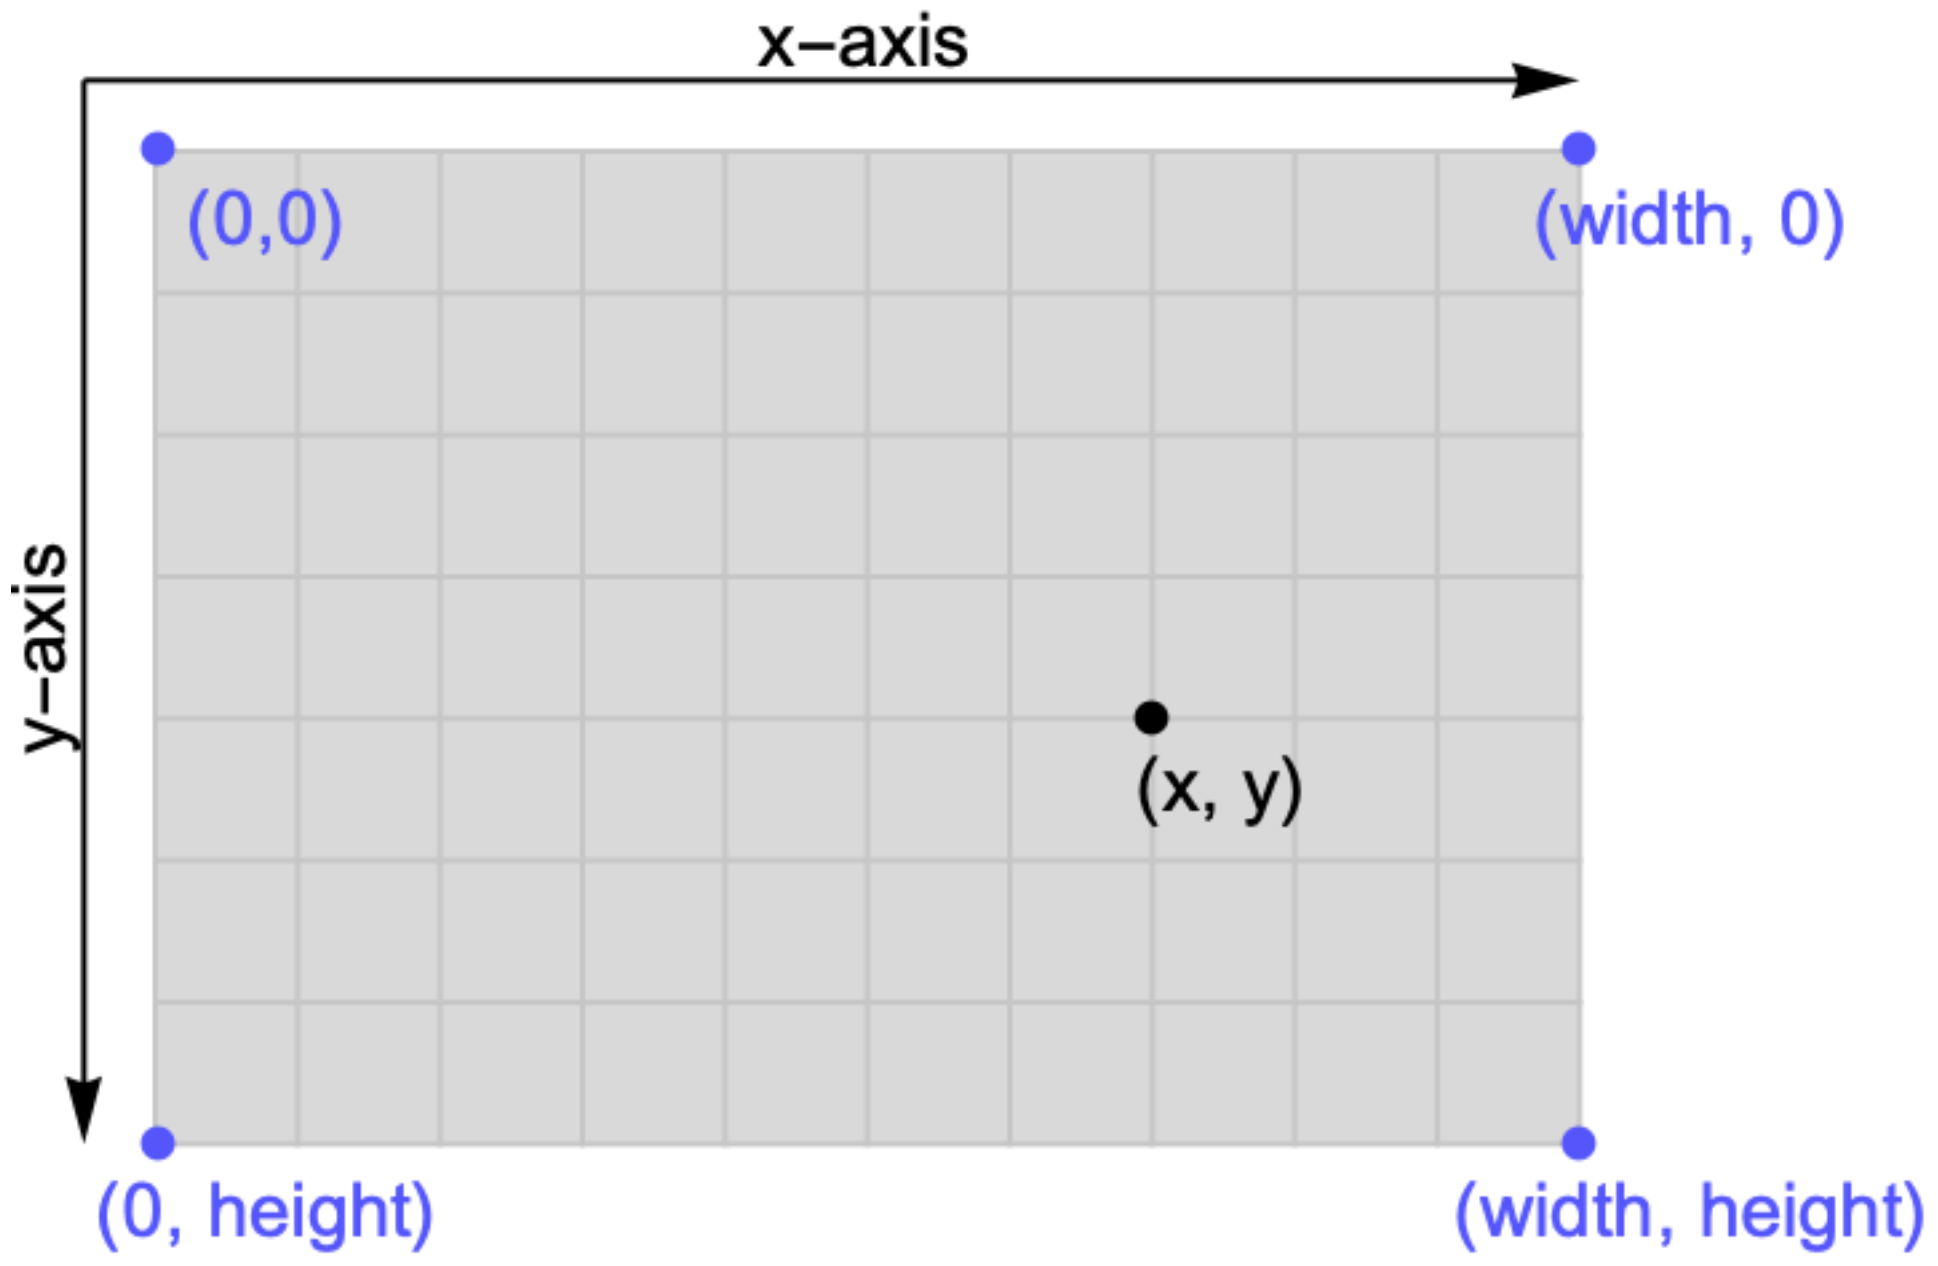 x–axis
(0,0)
(width, 0)
y–axis
(x, y)
(0, height)
(width, height)